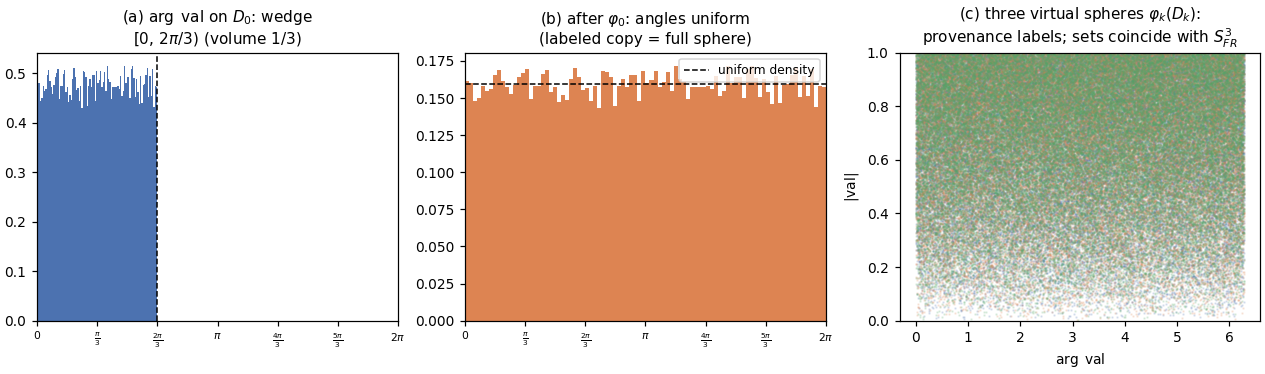 (a) arg val on D₀: wedge
[0, 2π/3) (volume 1/3)
0.5
0.4
0.3
0.2
0.1
0.0
0
π/3
2π/3
π
4π/3
5π/3
2π
(b) after φ₀: angles uniform
(labeled copy = full sphere)
uniform density
0.175
0.150
0.125
0.100
0.075
0.050
0.025
0.000
0
π/3
2π/3
π
4π/3
5π/3
2π
(c) three virtual spheres φₖ(Dₖ):
provenance labels; sets coincide with S³_FR
|val|
1.0
0.8
0.6
0.4
0.2
0.0
0
1
2
3
4
5
6
arg val